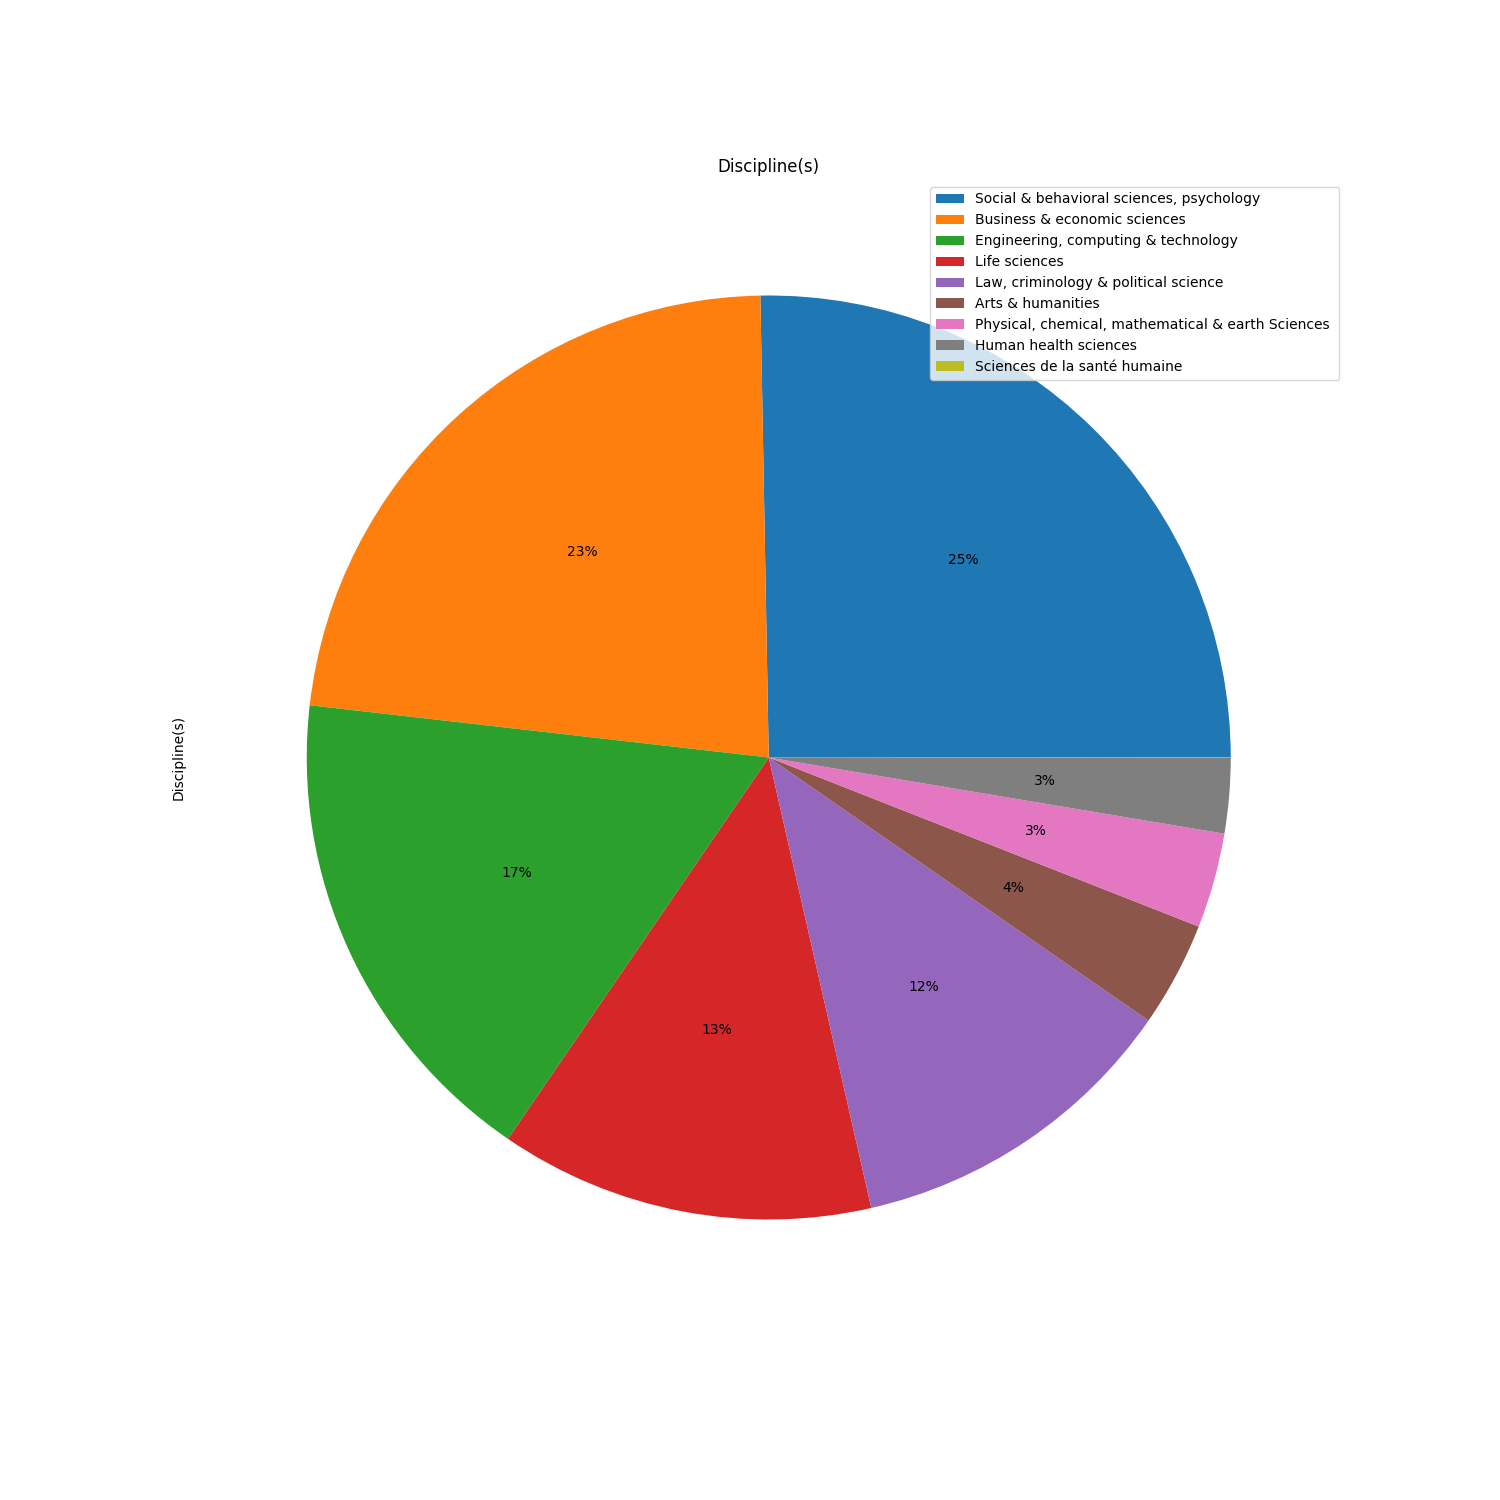 Discipline(s)
Social & behavioral sciences, psychology
Business & economic sciences
Engineering, computing & technology
Life sciences
Law, criminology & political science
Arts & humanities
Physical, chemical, mathematical & earth Sciences
Human health sciences
Sciences de la santé humaine
23%
25%
Discipline(s)
3%
3%
17%
4%
12%
13%